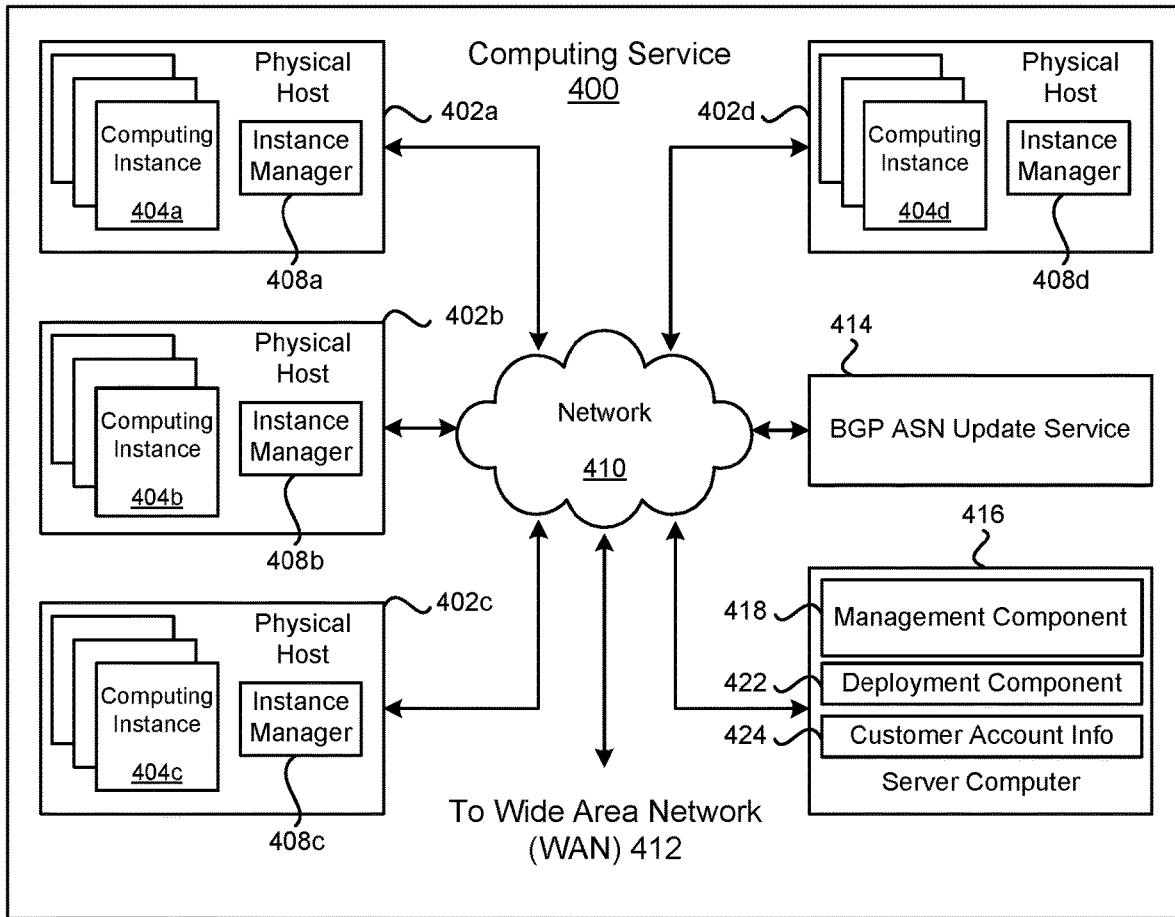 Computing Service
400
Physical
Host
Computing
Instance
404a
Instance
Manager
402a
408a
Physical
Host
Computing
Instance
404d
Instance
Manager
402d
408d
Physical
Host
Computing
Instance
404b
Instance
Manager
402b
408b
Network
410
414
BGP ASN Update Service
Physical
Host
Computing
Instance
404c
Instance
Manager
402c
408c
To Wide Area Network
(WAN) 412
416
418
Management Component
422
Deployment Component
424
Customer Account Info
Server Computer